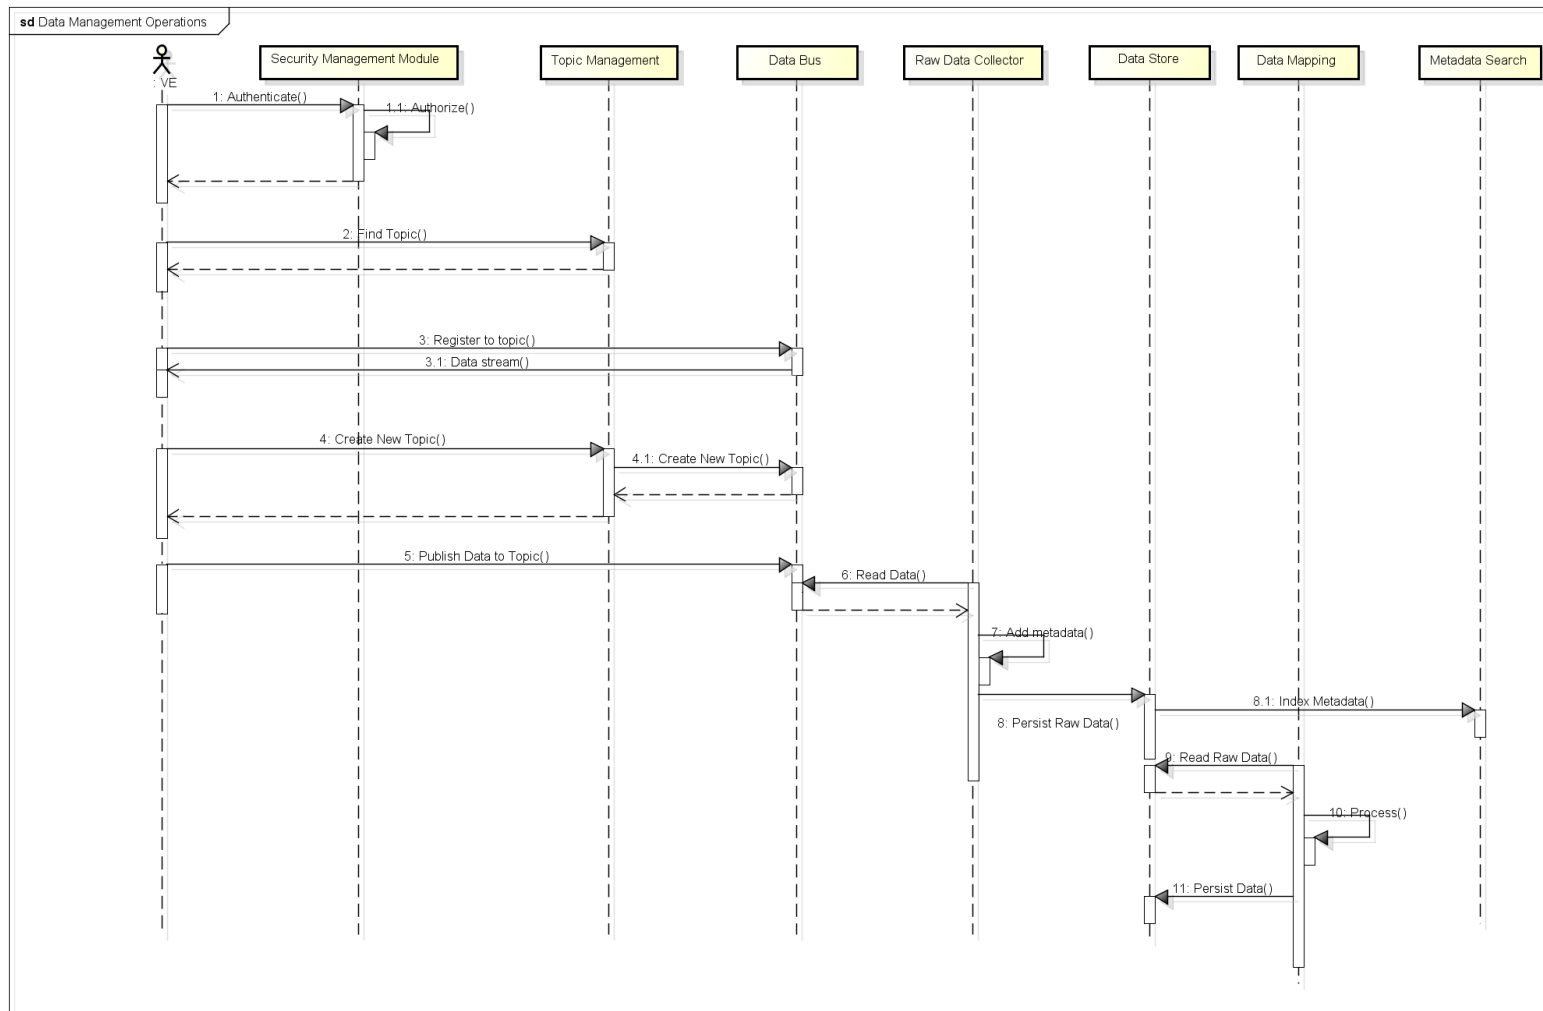 sd Data Management Operations
: VE
Security Management Module
Topic Management
Data Bus
Raw Data Collector
Data Store
Data Mapping
Metadata Search
1: Authenticate()
1.1: Authorize()
2: Find Topic()
3: Register to topic()
3.1: Data stream()
4: Create New Topic()
4.1: Create New Topic()
5: Publish Data to Topic()
6: Read Data()
7: Add metadata()
8: Persist Raw Data()
8.1: Index Metadata()
9: Read Raw Data()
10: Process()
11: Persist Data()